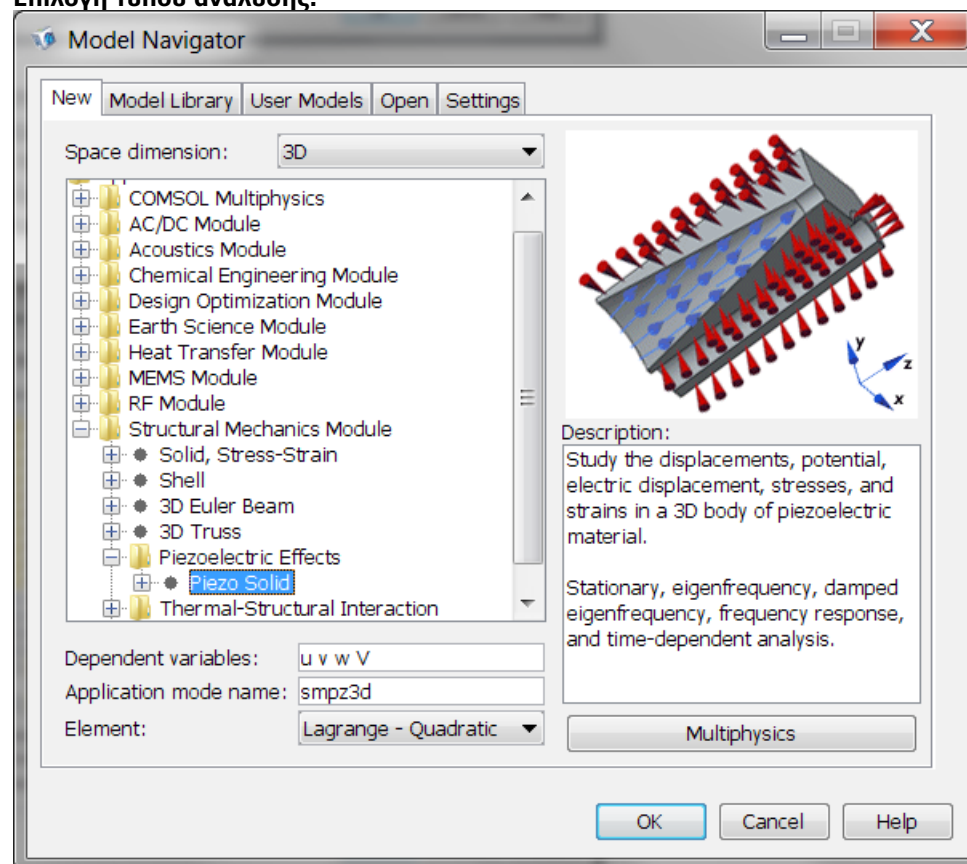 Επιλογή τύπου ανάλυσης.
Model Navigator
New Model Library User Models Open Settings
Space dimension: 3D
COMSOL Multiphysics
AC/DC Module
Acoustics Module
Chemical Engineering Module
Design Optimization Module
Earth Science Module
Heat Transfer Module
MEMS Module
RF Module
Structural Mechanics Module
Solid, Stress-Strain
Shell
3D Euler Beam
3D Truss
Piezoelectric Effects
Piezo Solid
Thermal-Structural Interaction
Dependent variables: u v w V
Application mode name: smpz3d
Element: Lagrange - Quadratic
y
z
x
Description:
Study the displacements, potential,
electric displacement, stresses, and
strains in a 3D body of piezoelectric
material.
Stationary, eigenfrequency, damped
eigenfrequency, frequency response,
and time-dependent analysis.
Multiphysics
OK Cancel Help